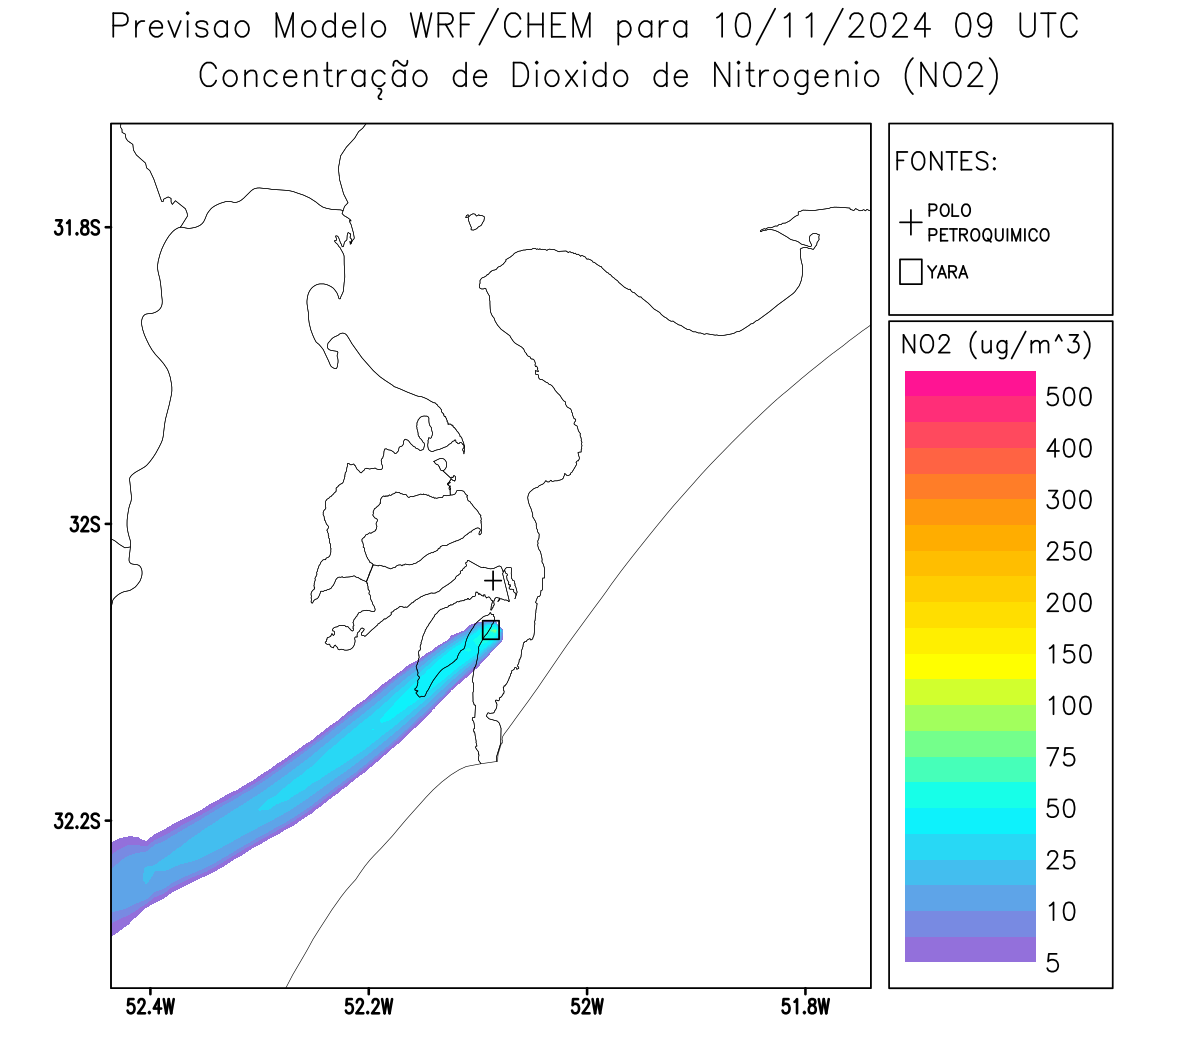 Previsao Modelo WRF/CHEM para 10/11/2024 09 UTC
Concentração de Dioxido de Nitrogenio (NO2)
FONTES:
POLO
PETROQUIMICO
YARA
NO2 (ug/m^3)
500
400
300
250
200
150
100
75
50
25
10
5
31.8S
32S
32.2S
52.4W
52.2W
52W
51.8W